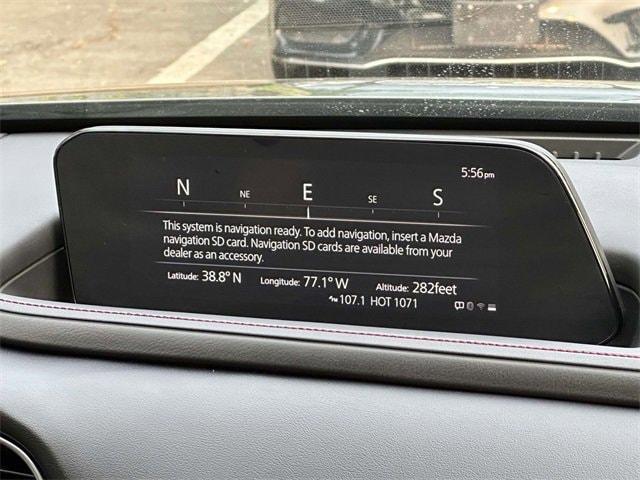 5:56pm
N NE E SE S
This system is navigation ready. To add navigation, insert a Mazda
navigation SD card. Navigation SD cards are available from your
dealer as an accessory.
Latitude: 38.8° N Longitude: 77.1° W Altitude: 282feet
107.1 HOT 1071